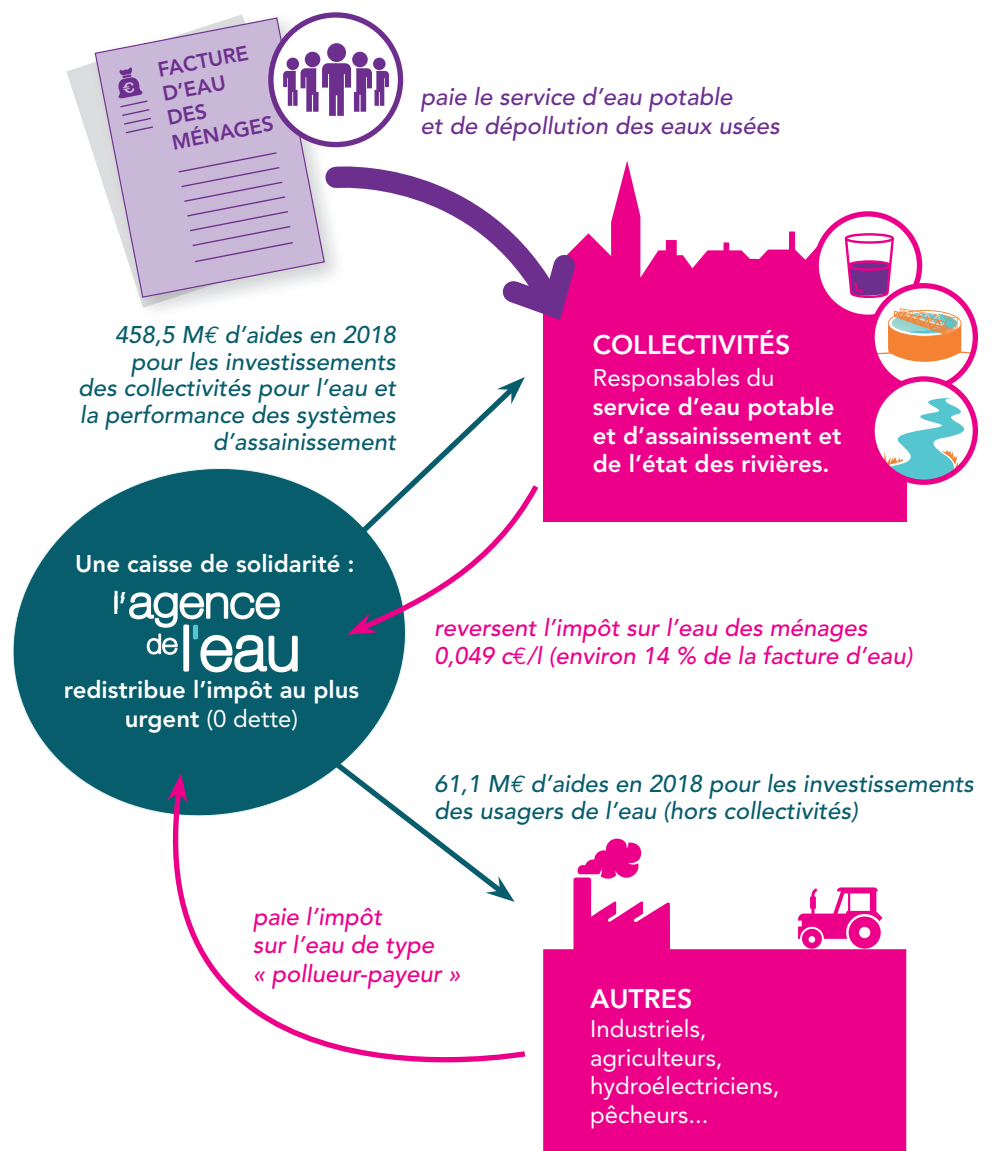 FACTURE
D'EAU
DES
MÉNAGES
€
paie le service d'eau potable
et de dépollution des eaux usées
458,5 M€ d'aides en 2018
pour les investissements
des collectivités pour l'eau et
la performance des systèmes
d'assainissement
COLLECTIVITÉS
Responsables du
service d'eau potable
et d'assainissement et
de l'état des rivières.
Une caisse de solidarité :
l'agence
de l'eau
redistribue l'impôt au plus
urgent (0 dette)
reversent l'impôt sur l'eau des ménages
0,049 c€/l (environ 14 % de la facture d'eau)
61,1 M€ d'aides en 2018 pour les investissements
des usagers de l'eau (hors collectivités)
paie l'impôt
sur l'eau de type
« pollueur-payeur »
AUTRES
Industriels,
agriculteurs,
hydroélectriciens,
pêcheurs...